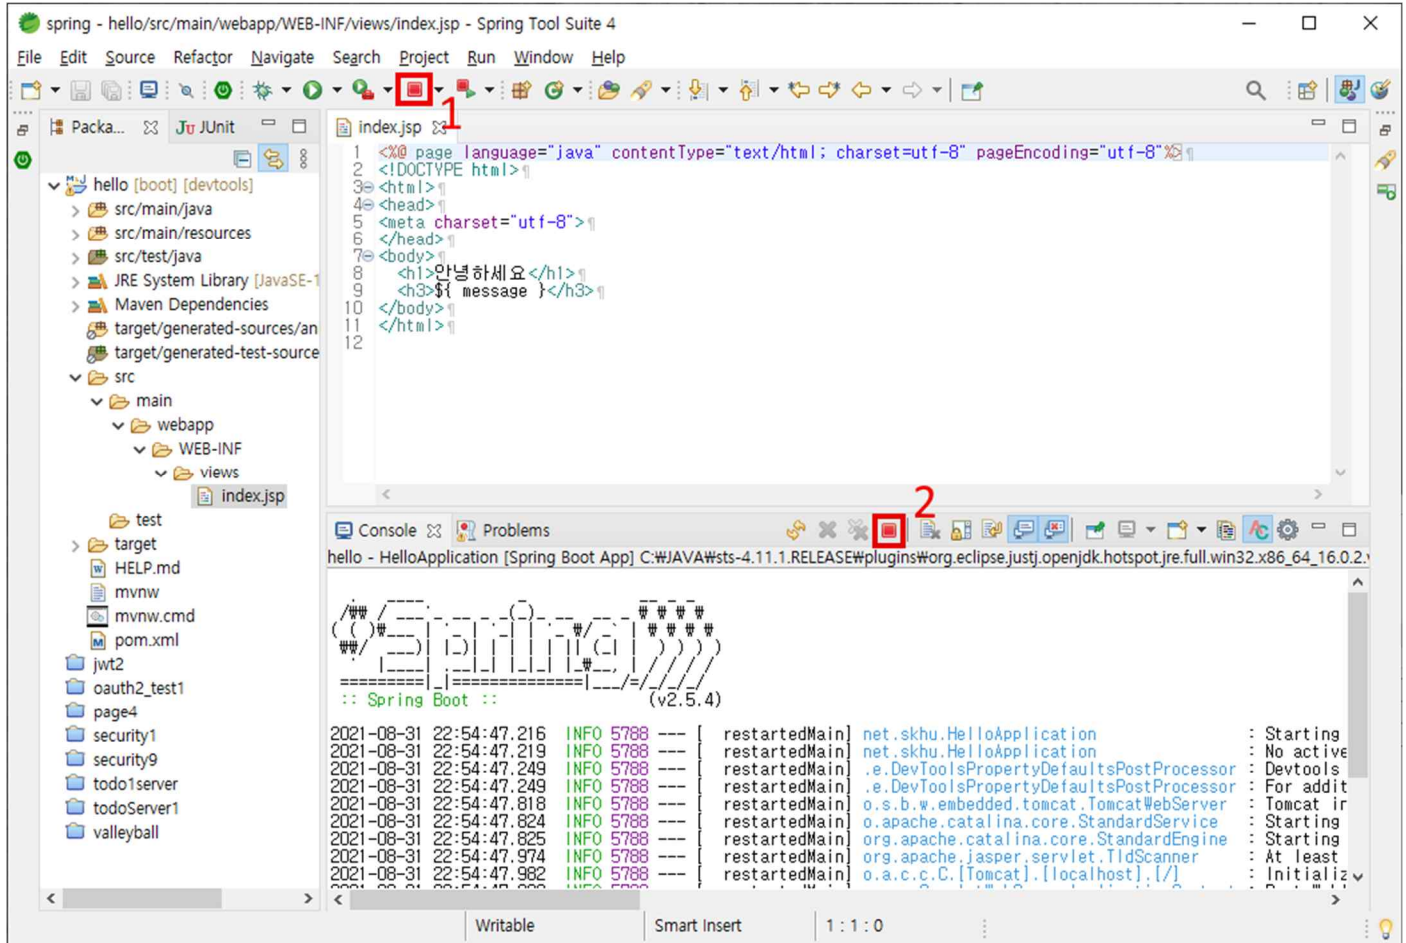 spring - hello/src/main/webapp/WEB-INF/views/index.jsp - Spring Tool Suite 4
File Edit Source Refactor Navigate Search Project Run Window Help
1
Packa...
JUnit
hello [boot] [devtools]
src/main/java
src/main/resources
src/test/java
JRE System Library [JavaSE-1
Maven Dependencies
target/generated-sources/an
target/generated-test-source
src
main
webapp
WEB-INF
views
index.jsp
test
target
HELP.md
mvnw
mvnw.cmd
pom.xml
jwt2
oauth2_test1
page4
security1
security9
todo1server
todoServer1
valleyball
index.jsp
1 <%@ page language="java" contentType="text/html; charset=utf-8" pageEncoding="utf-8"%>
2 <!DOCTYPE html>
3 <html>
4 <head>
5 <meta charset="utf-8">
6 </head>
7 <body>
8 <h1>안녕하세요</h1>
9 <h3>${ message }</h3>
10 </body>
11 </html>
12
2
Console Problems
hello - HelloApplication [Spring Boot App] C:₩JAVA₩sts-4.11.1.RELEASE₩plugins₩org.eclipse.justj.openjdk.hotspot.jre.full.win32.x86_64_16.0.2.v
:: Spring Boot :: (v2.5.4)
2021-08-31 22:54:47.216 INFO 5788 --- [ restartedMain] net.skhu.HelloApplication : Starting
2021-08-31 22:54:47.219 INFO 5788 --- [ restartedMain] net.skhu.HelloApplication : No active
2021-08-31 22:54:47.249 INFO 5788 --- [ restartedMain] .e.DevToolsPropertyDefaultsPostProcessor : Devtools
2021-08-31 22:54:47.249 INFO 5788 --- [ restartedMain] .e.DevToolsPropertyDefaultsPostProcessor : For addit
2021-08-31 22:54:47.818 INFO 5788 --- [ restartedMain] o.s.b.w.embedded.tomcat.TomcatWebServer : Tomcat in
2021-08-31 22:54:47.824 INFO 5788 --- [ restartedMain] o.apache.catalina.core.StandardService : Starting
2021-08-31 22:54:47.825 INFO 5788 --- [ restartedMain] org.apache.catalina.core.StandardEngine : Starting
2021-08-31 22:54:47.974 INFO 5788 --- [ restartedMain] org.apache.jasper.servlet.TldScanner : At least
2021-08-31 22:54:47.982 INFO 5788 --- [ restartedMain] o.a.c.c.C.[Tomcat].[localhost].[/] : Initializ
Writable Smart Insert 1 : 1 : 0